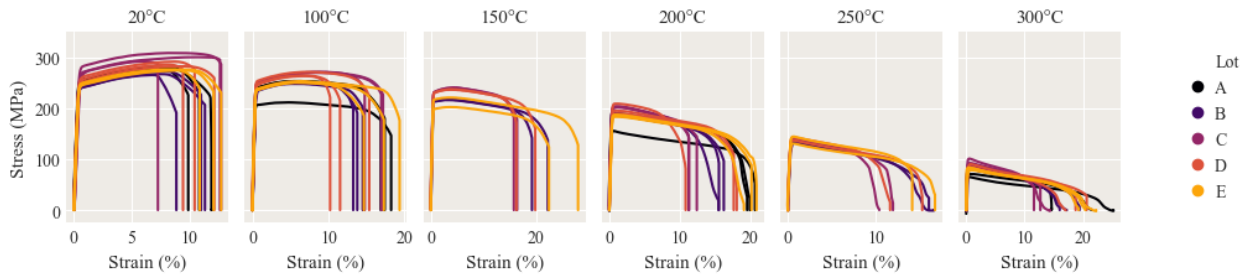 20°C 100°C 150°C 200°C 250°C 300°C
Stress (MPa)
300
200
100
0
0 5 10
0 10 20
0 20
0 10 20
0 10
0 10 20
Strain (%) Strain (%) Strain (%) Strain (%) Strain (%) Strain (%)
Lot
A
B
C
D
E